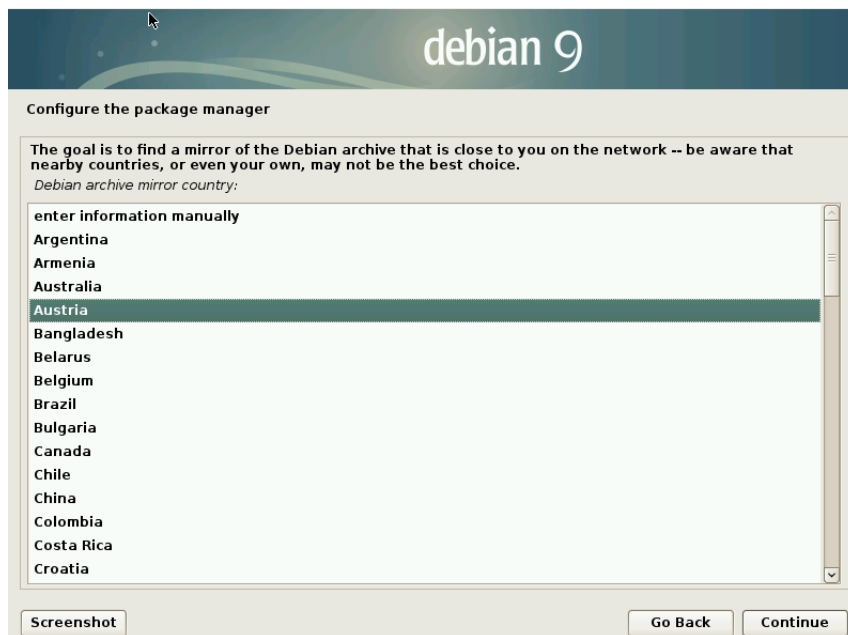 debian 9
Configure the package manager
The goal is to find a mirror of the Debian archive that is close to you on the network -- be aware that
nearby countries, or even your own, may not be the best choice.
Debian archive mirror country:
enter information manually
Argentina
Armenia
Australia
Austria
Bangladesh
Belarus
Belgium
Brazil
Bulgaria
Canada
Chile
China
Colombia
Costa Rica
Croatia
Screenshot Go Back Continue